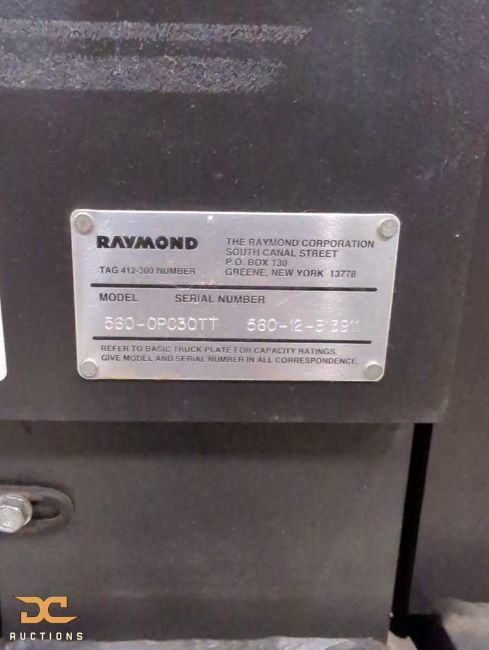 RAYMOND
THE RAYMOND CORPORATION
SOUTH CANAL STREET
P.O. BOX 130
TAG 412-300 NUMBER
GREENE, NEW YORK 13778
MODEL SERIAL NUMBER
560-OPC30TT 560-12-B13911
REFER TO BASIC TRUCK PLATE FOR CAPACITY RATINGS.
GIVE MODEL AND SERIAL NUMBER IN ALL CORRESPONDENCE.
DC
AUCTIONS